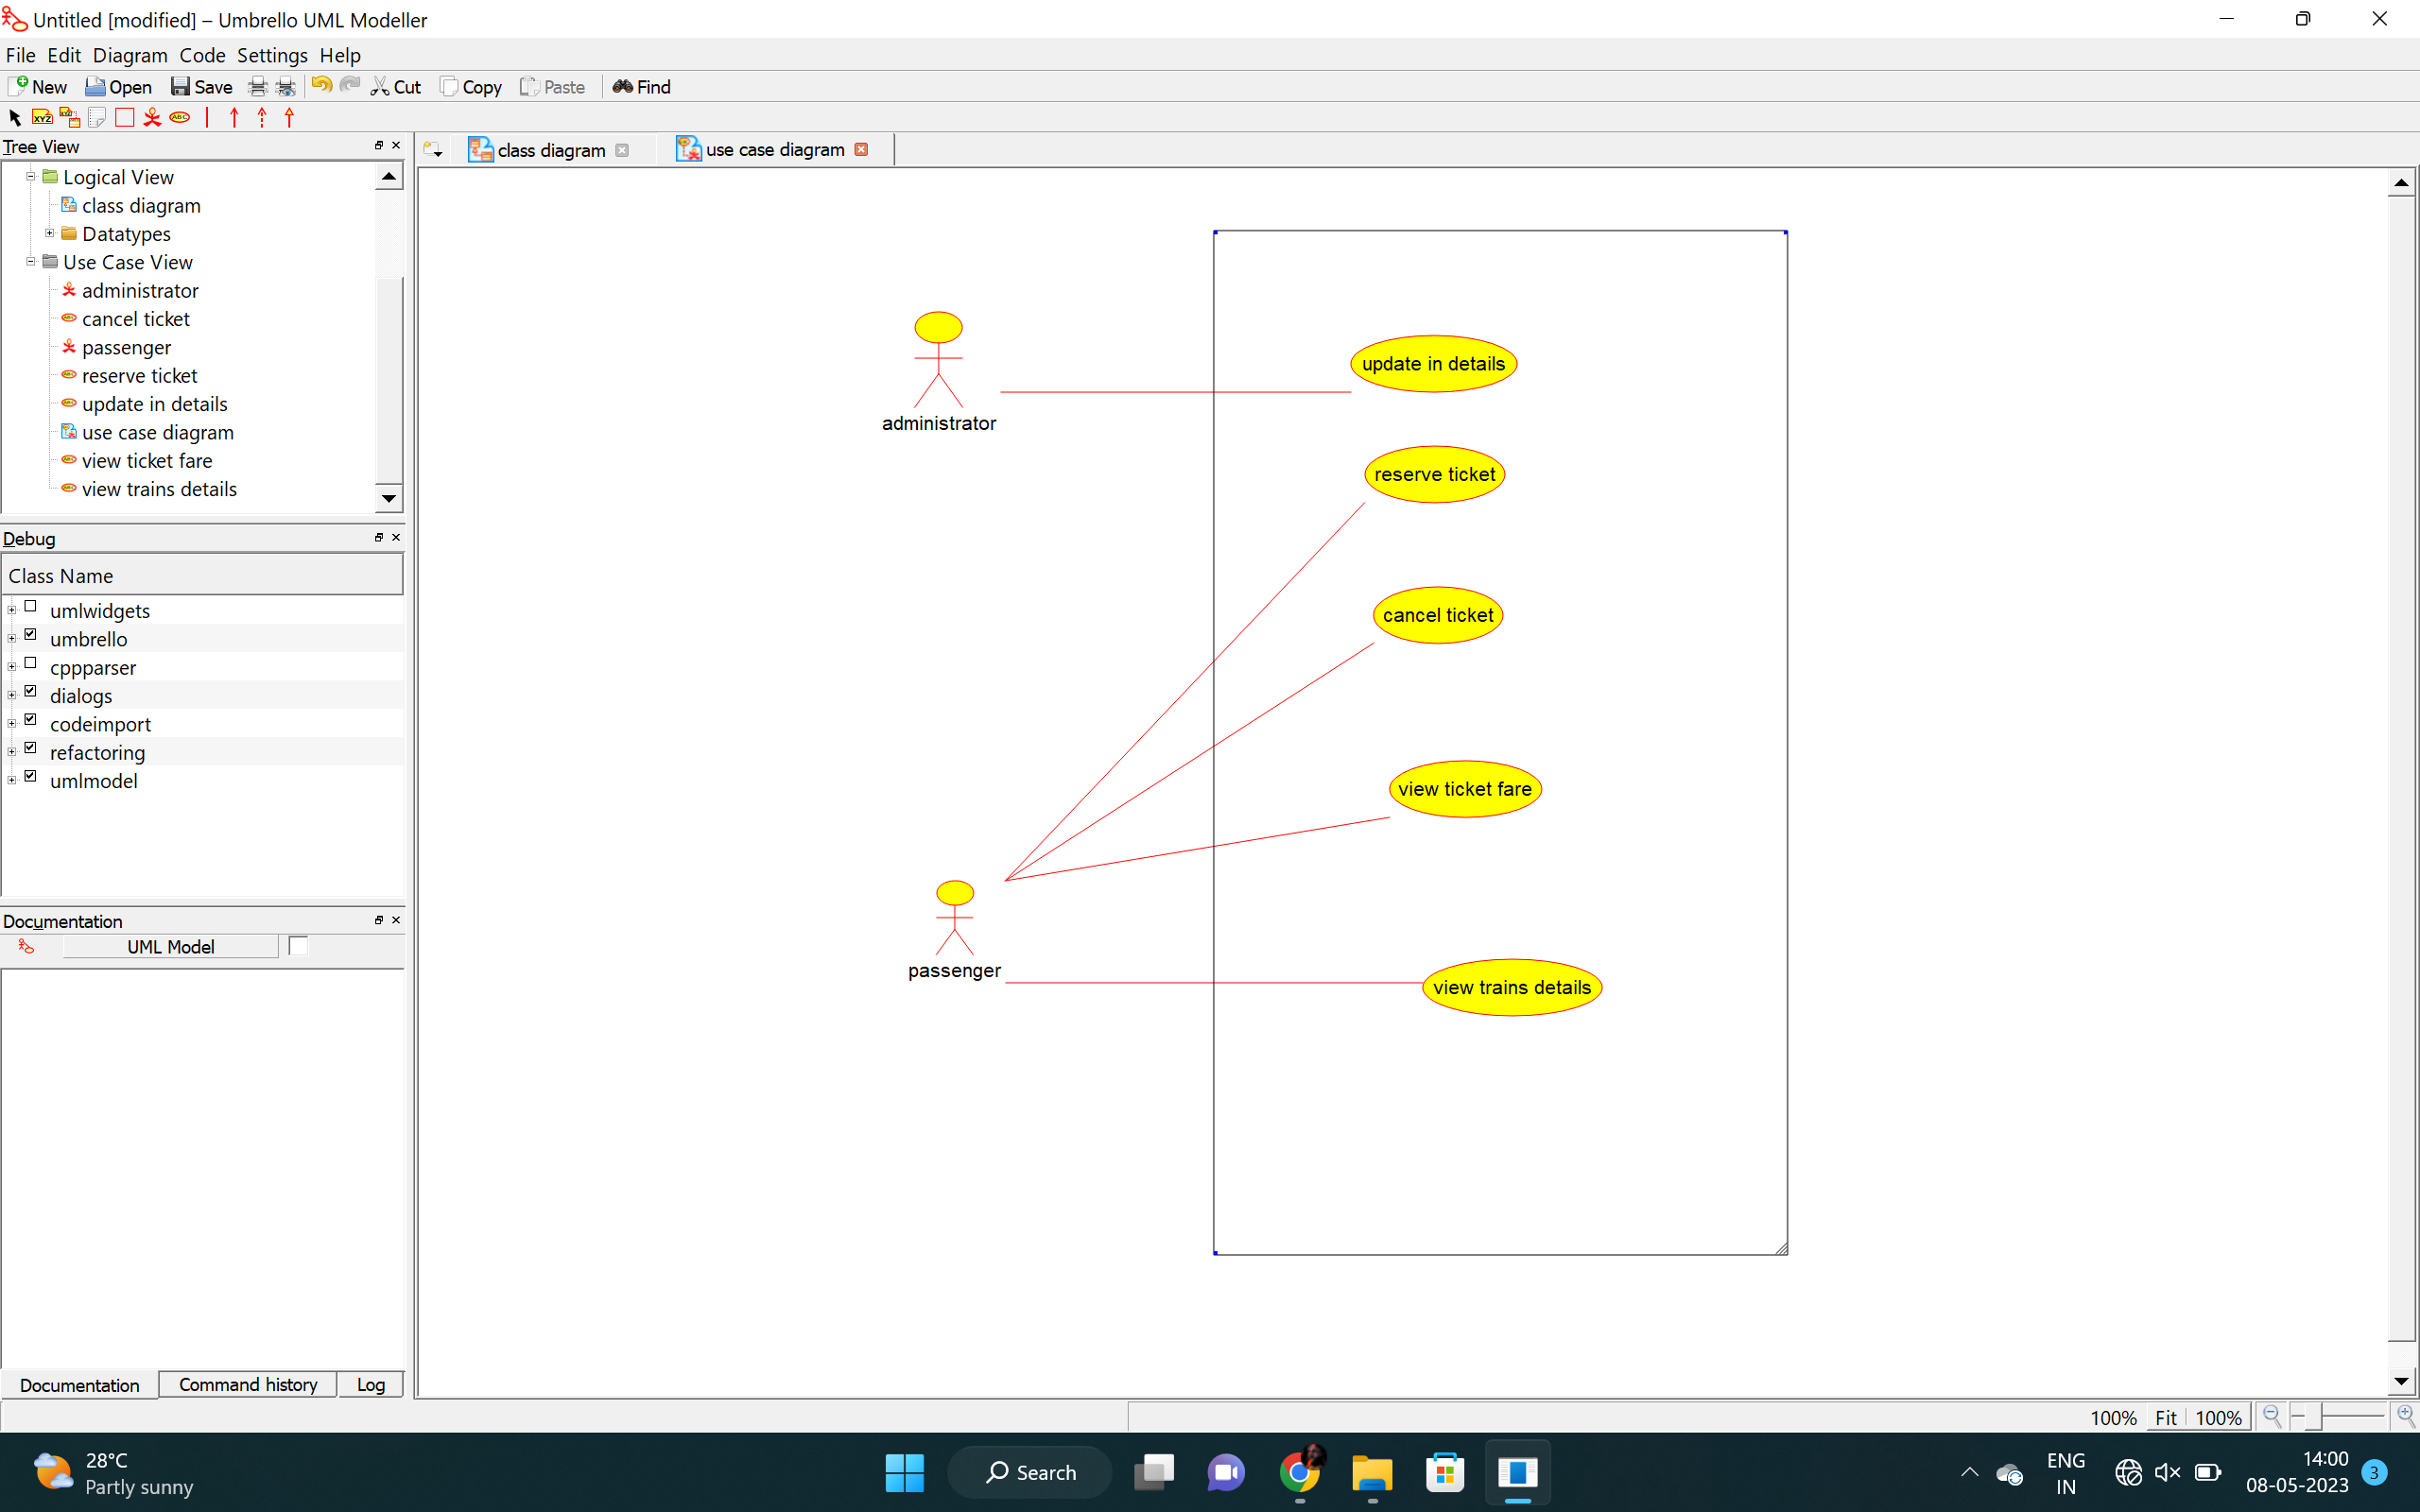 Untitled [modified] – Umbrello UML Modeller
File Edit Diagram Code Settings Help
New Open Save Cut Copy Paste Find
Tree View
class diagram
use case diagram
Logical View
class diagram
Datatypes
Use Case View
administrator
cancel ticket
passenger
reserve ticket
update in details
use case diagram
view ticket fare
view trains details
Debug
Class Name
umlwidgets
umbrello
cppparser
dialogs
codeimport
refactoring
umlmodel
Documentation
UML Model
Documentation Command history Log
administrator
update in details
reserve ticket
cancel ticket
view ticket fare
passenger
view trains details
100% Fit 100%
28°C
Partly sunny
Search
ENG
IN
14:00
08-05-2023
3